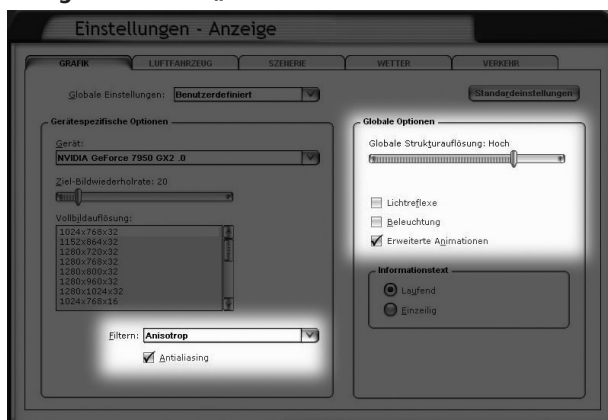 Einstellungen - Anzeige
GRAFIK LUFTFAHRZEUG SZENERIE WETTER VERKEHR
Globale Einstellungen: Benutzerdefiniert Standardeinstellungen
Gerätespezifische Optionen
Gerät:
NVIDIA GeForce 7950 GX2 .0
Ziel-Bildwiederholrate: 20
Vollbildauflösung:
1024x768x32
1152x864x32
1280x720x32
1280x768x32
1280x800x32
1280x960x32
1280x1024x32
1024x768x16
Filtern: Anisotrop
Antialiasing
Globale Optionen
Globale Strukturauflösung: Hoch
Lichtreflexe
Beleuchtung
Erweiterte Animationen
Informationstext
Laufend
Einzeilig